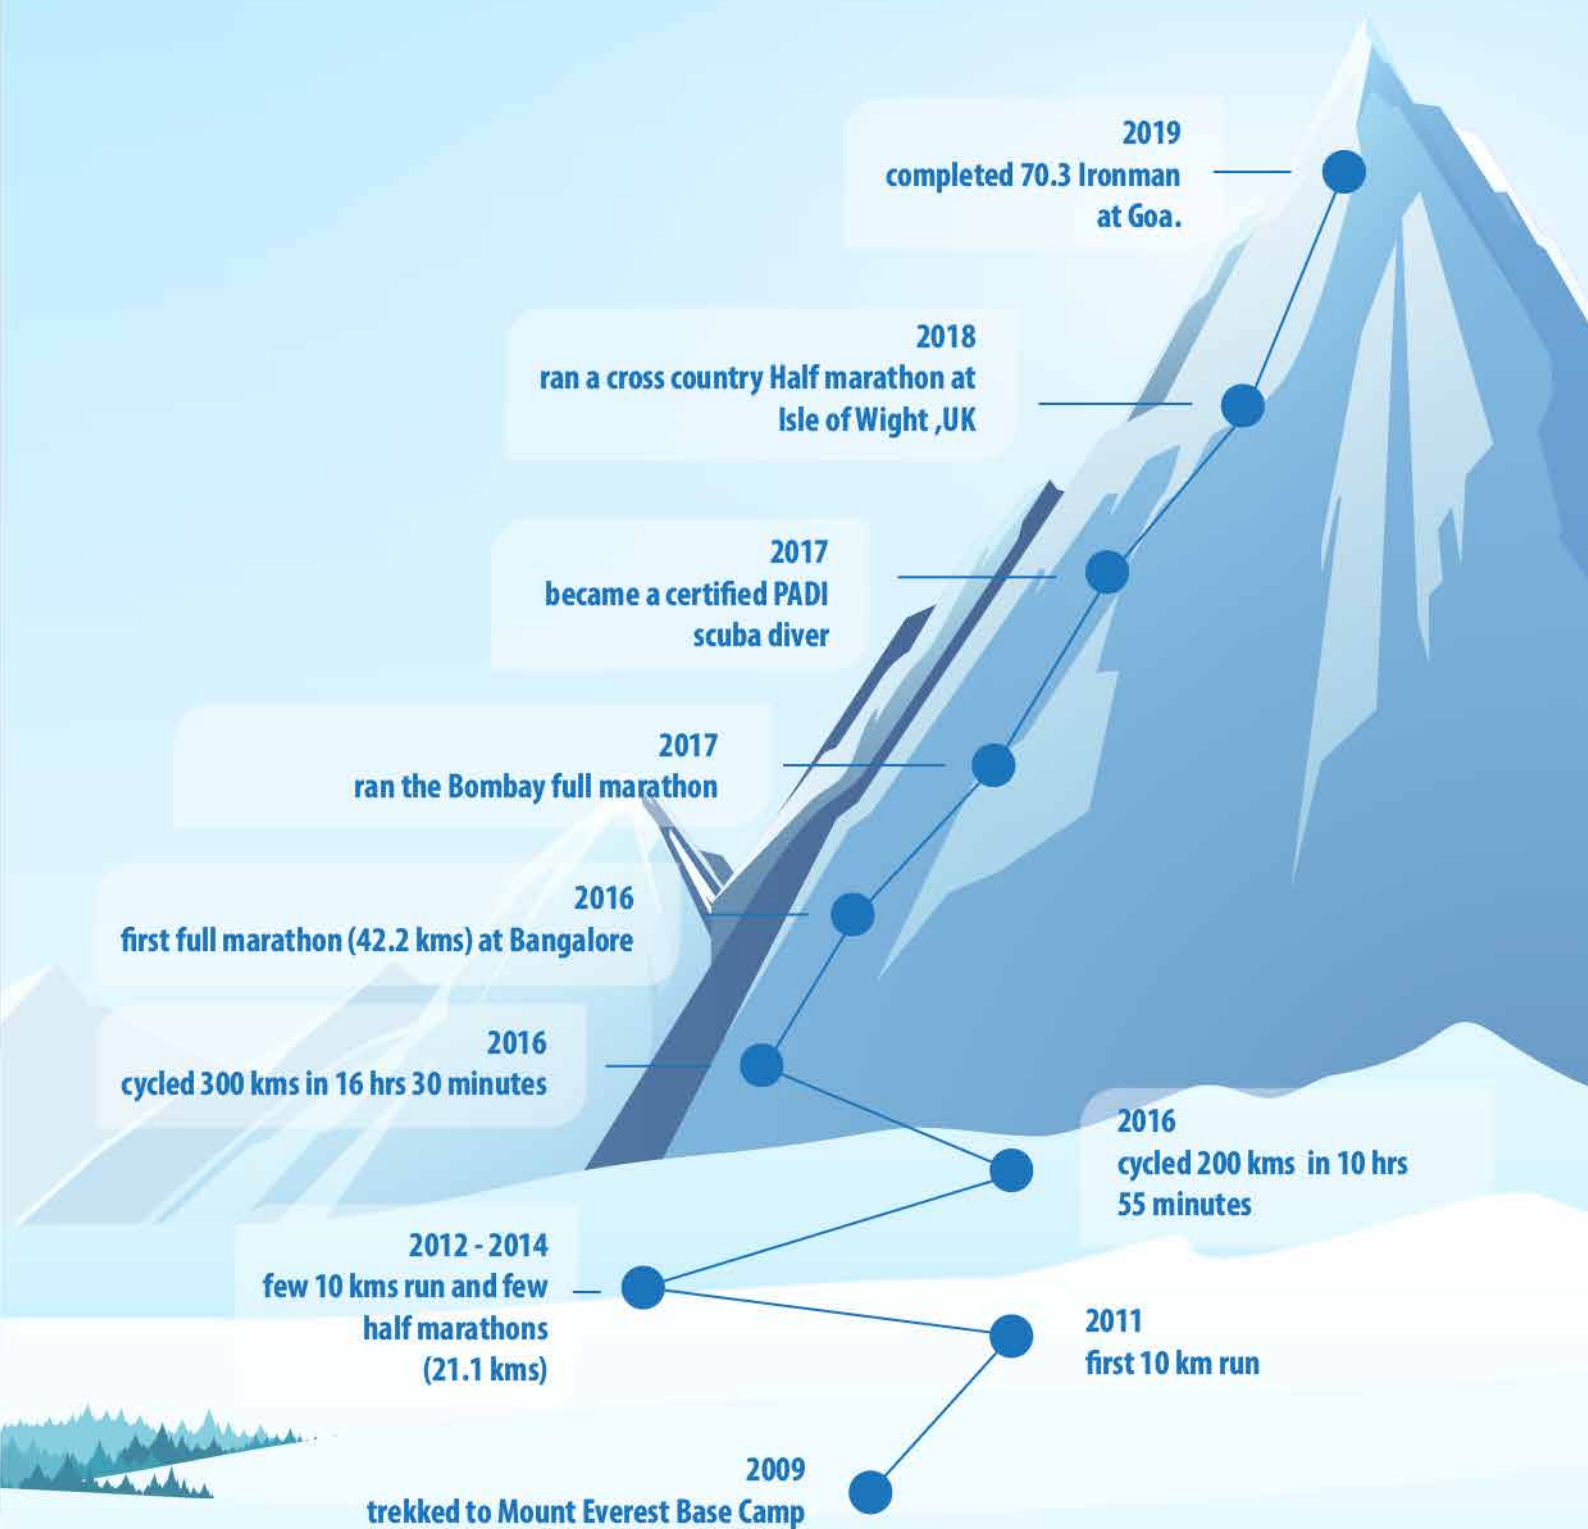 2019
completed 70.3 Ironman
at Goa.
2018
ran a cross country Half marathon at
Isle of Wight ,UK
2017
became a certified PADI
scuba diver
2017
ran the Bombay full marathon
2016
first full marathon (42.2 kms) at Bangalore
2016
cycled 300 kms in 16 hrs 30 minutes
2016
cycled 200 kms in 10 hrs
55 minutes
2012 - 2014
few 10 kms run and few
half marathons
(21.1 kms)
2011
first 10 km run
2009
trekked to Mount Everest Base Camp